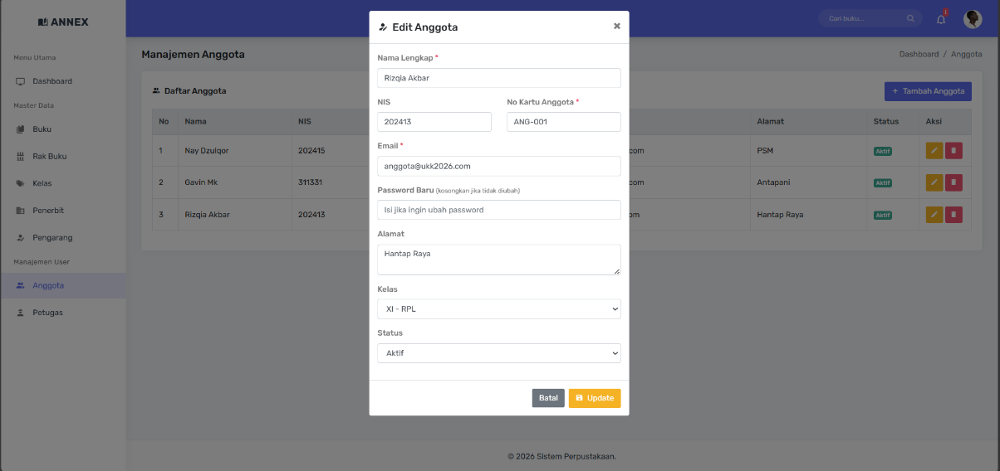 ANNEX
Cari buku...
1
Menu Utama
Dashboard
Master Data
Buku
Rak Buku
Kelas
Penerbit
Pengarang
Manajemen User
Anggota
Petugas
Manajemen Anggota
Dashboard / Anggota
Daftar Anggota
+ Tambah Anggota
No Nama NIS Alamat Status Aksi
1 Nay Dzulqor 202415 com PSM Aktif
2 Gavin Mk 311331 com Antapani Aktif
3 Rizqia Akbar 202413 om Hantap Raya Aktif
Edit Anggota
Nama Lengkap *
Rizqia Akbar
NIS No Kartu Anggota *
202413 ANG-001
Email *
anggota@ukk2026.com
Password Baru (kosongkan jika tidak diubah)
Isi jika ingin ubah password
Alamat
Hantap Raya
Kelas
XI - RPL
Status
Aktif
Batal Update
© 2026 Sistem Perpustakaan.